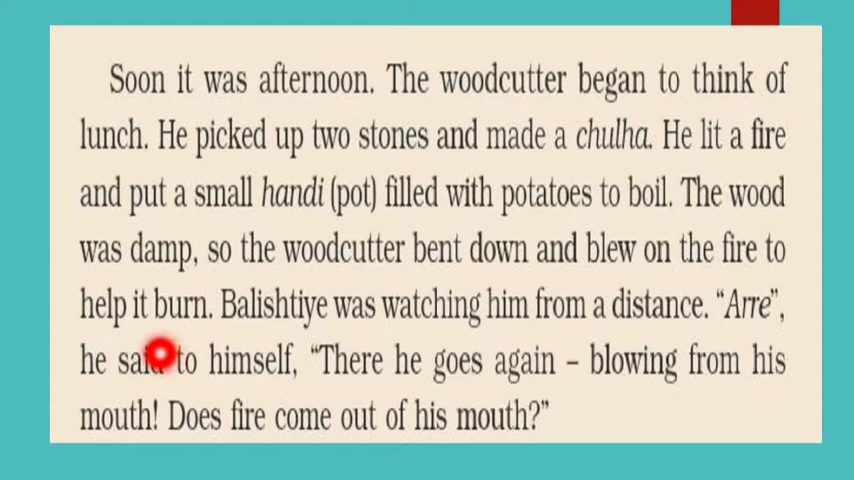 Soon it was afternoon. The woodcutter began to think of
lunch. He picked up two stones and made a chulha. He lit a fire
and put a small handi (pot) filled with potatoes to boil. The wood
was damp, so the woodcutter bent down and blew on the fire to
help it burn. Balishtiye was watching him from a distance. “Arre”,
he said to himself, “There he goes again – blowing from his
mouth! Does fire come out of his mouth?”